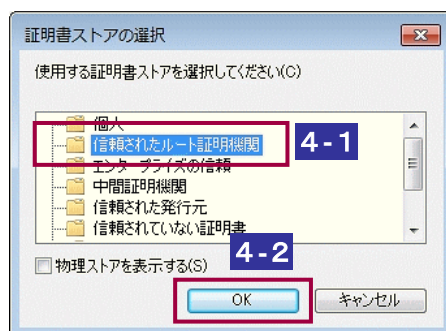 証明書ストアの選択
使用する証明書ストアを選択してください(C)
個人
信頼されたルート証明機関
4-1
エンタープライズの信頼
中間証明機関
信頼された発行元
信頼されていない証明書
4-2
物理ストアを表示する(S)
OK
キャンセル